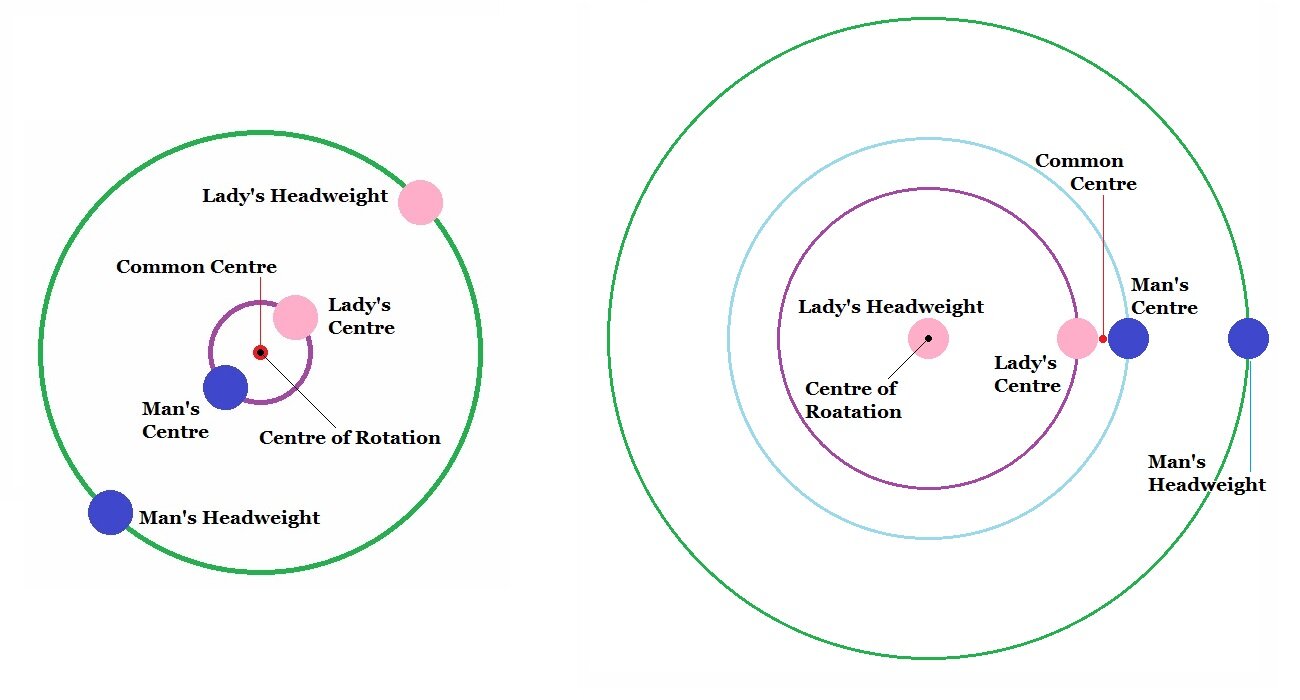 Lady's Headweight
Common Centre
Lady's
Centre
Man's
Centre
Centre of Rotation
Man's Headweight
Common
Centre
Man's
Centre
Lady's Headweight
Lady's
Centre
Centre of
Roatation
Man's
Headweight